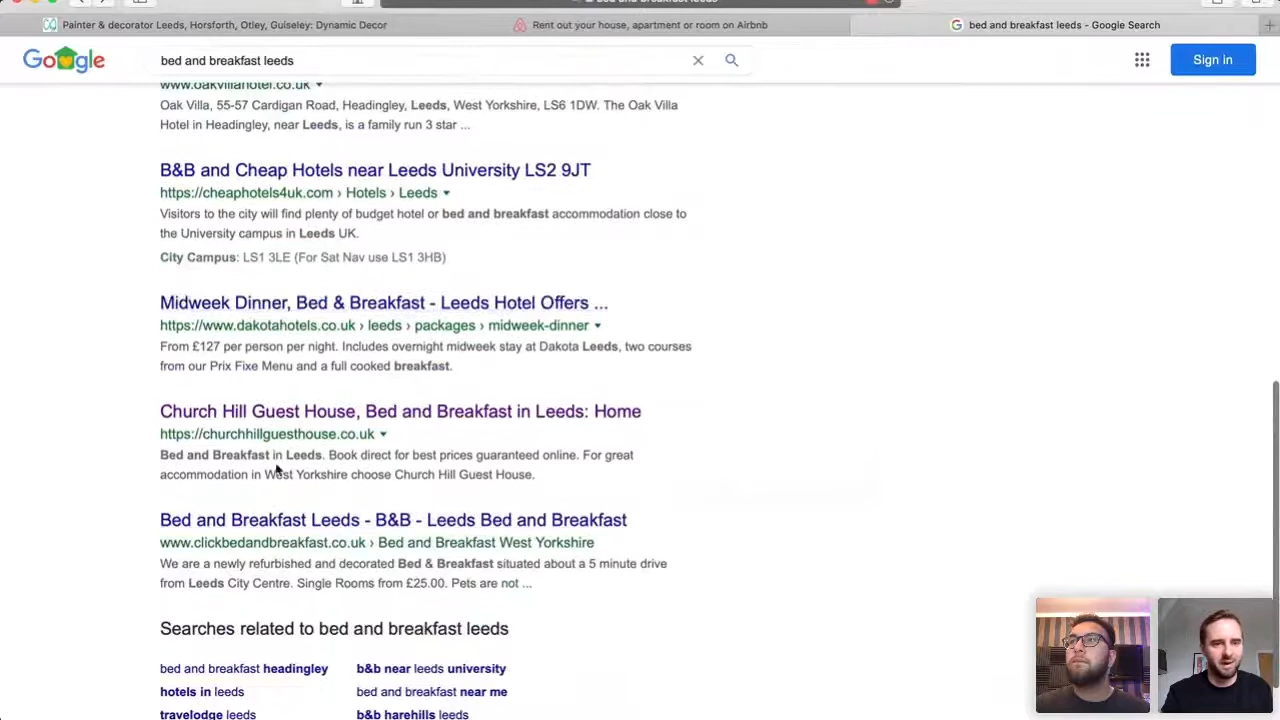 Painter & decorator Leeds, Horsforth, Otley, Guiseley: Dynamic Decor
Rent out your house, apartment or room on Airbnb
bed and breakfast leeds - Google Search
Google
bed and breakfast leeds
Sign in
www.oakvillahotel.co.uk
Oak Villa, 55-57 Cardigan Road, Headingley, Leeds, West Yorkshire, LS6 1DW. The Oak Villa
Hotel in Headingley, near Leeds, is a family run 3 star ...
B&B and Cheap Hotels near Leeds University LS2 9JT
https://cheaphotels4uk.com › Hotels › Leeds
Visitors to the city will find plenty of budget hotel or bed and breakfast accommodation close to
the University campus in Leeds UK.
City Campus: LS1 3LE (For Sat Nav use LS1 3HB)
Midweek Dinner, Bed & Breakfast - Leeds Hotel Offers ...
https://www.dakotahotels.co.uk › leeds › packages › midweek-dinner
From £127 per person per night. Includes overnight midweek stay at Dakota Leeds, two courses
from our Prix Fixe Menu and a full cooked breakfast.
Church Hill Guest House, Bed and Breakfast in Leeds: Home
https://churchhillguesthouse.co.uk
Bed and Breakfast in Leeds. Book direct for best prices guaranteed online. For great
accommodation in West Yorkshire choose Church Hill Guest House.
Bed and Breakfast Leeds - B&B - Leeds Bed and Breakfast
www.clickbedandbreakfast.co.uk › Bed and Breakfast West Yorkshire
We are a newly refurbished and decorated Bed & Breakfast situated about a 5 minute drive
from Leeds City Centre. Single Rooms from £25.00. Pets are not ...
Searches related to bed and breakfast leeds
bed and breakfast headingley
b&b near leeds university
hotels in leeds
bed and breakfast near me
travelodge leeds
b&b harehills leeds